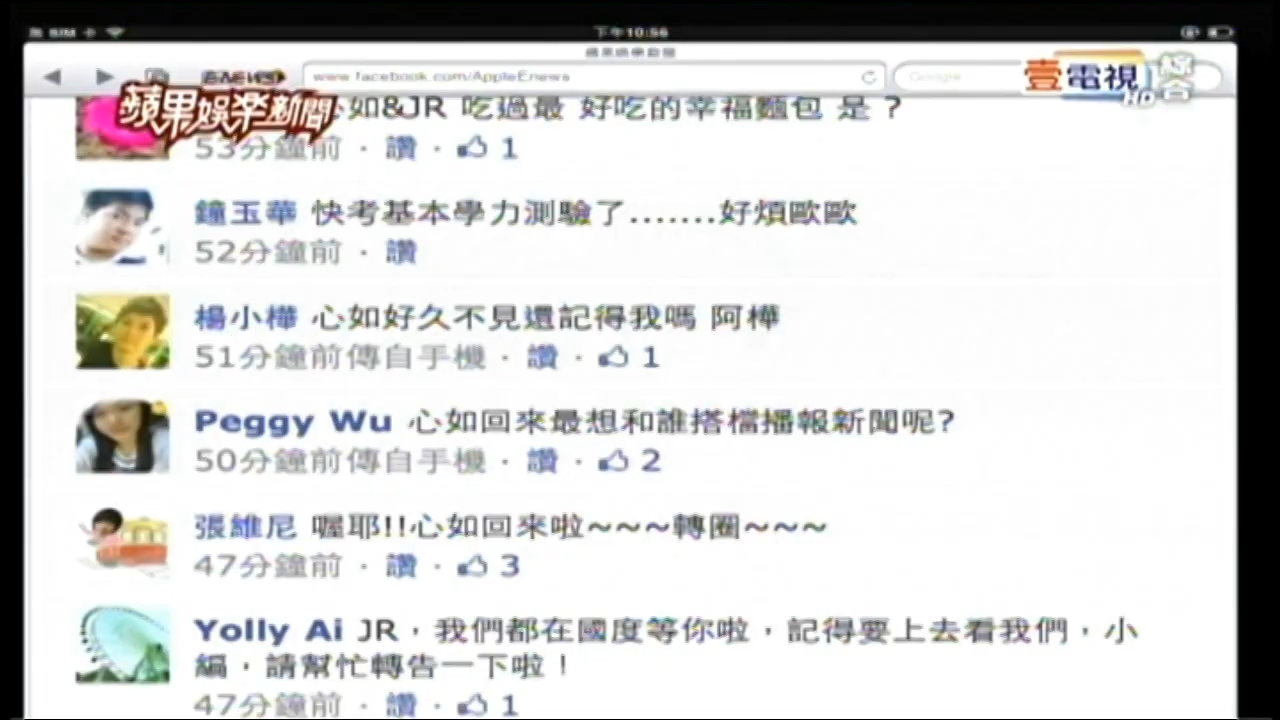 下午10:56
蘋果娛樂新聞
www.facebook.com/AppleEnews
Google
壹電視
HD
綜合
蘋果娛樂新聞
如&JR 吃過最 好吃的幸福麵包 是？
53分鐘前 · 讚 · 1
鐘玉華 快考基本學力測驗了.......好煩歐歐
52分鐘前 · 讚
楊小樺 心如好久不見還記得我嗎 阿樺
51分鐘前傳自手機 · 讚 · 1
Peggy Wu 心如回來最想和誰搭檔播報新聞呢?
50分鐘前傳自手機 · 讚 · 2
張維尼 喔耶!!心如回來啦~~~轉圈~~~
47分鐘前 · 讚 · 3
Yolly Ai JR，我們都在國度等你啦，記得要上去看我們，小
編，請幫忙轉告一下啦！
47分鐘前 · 讚 · 1